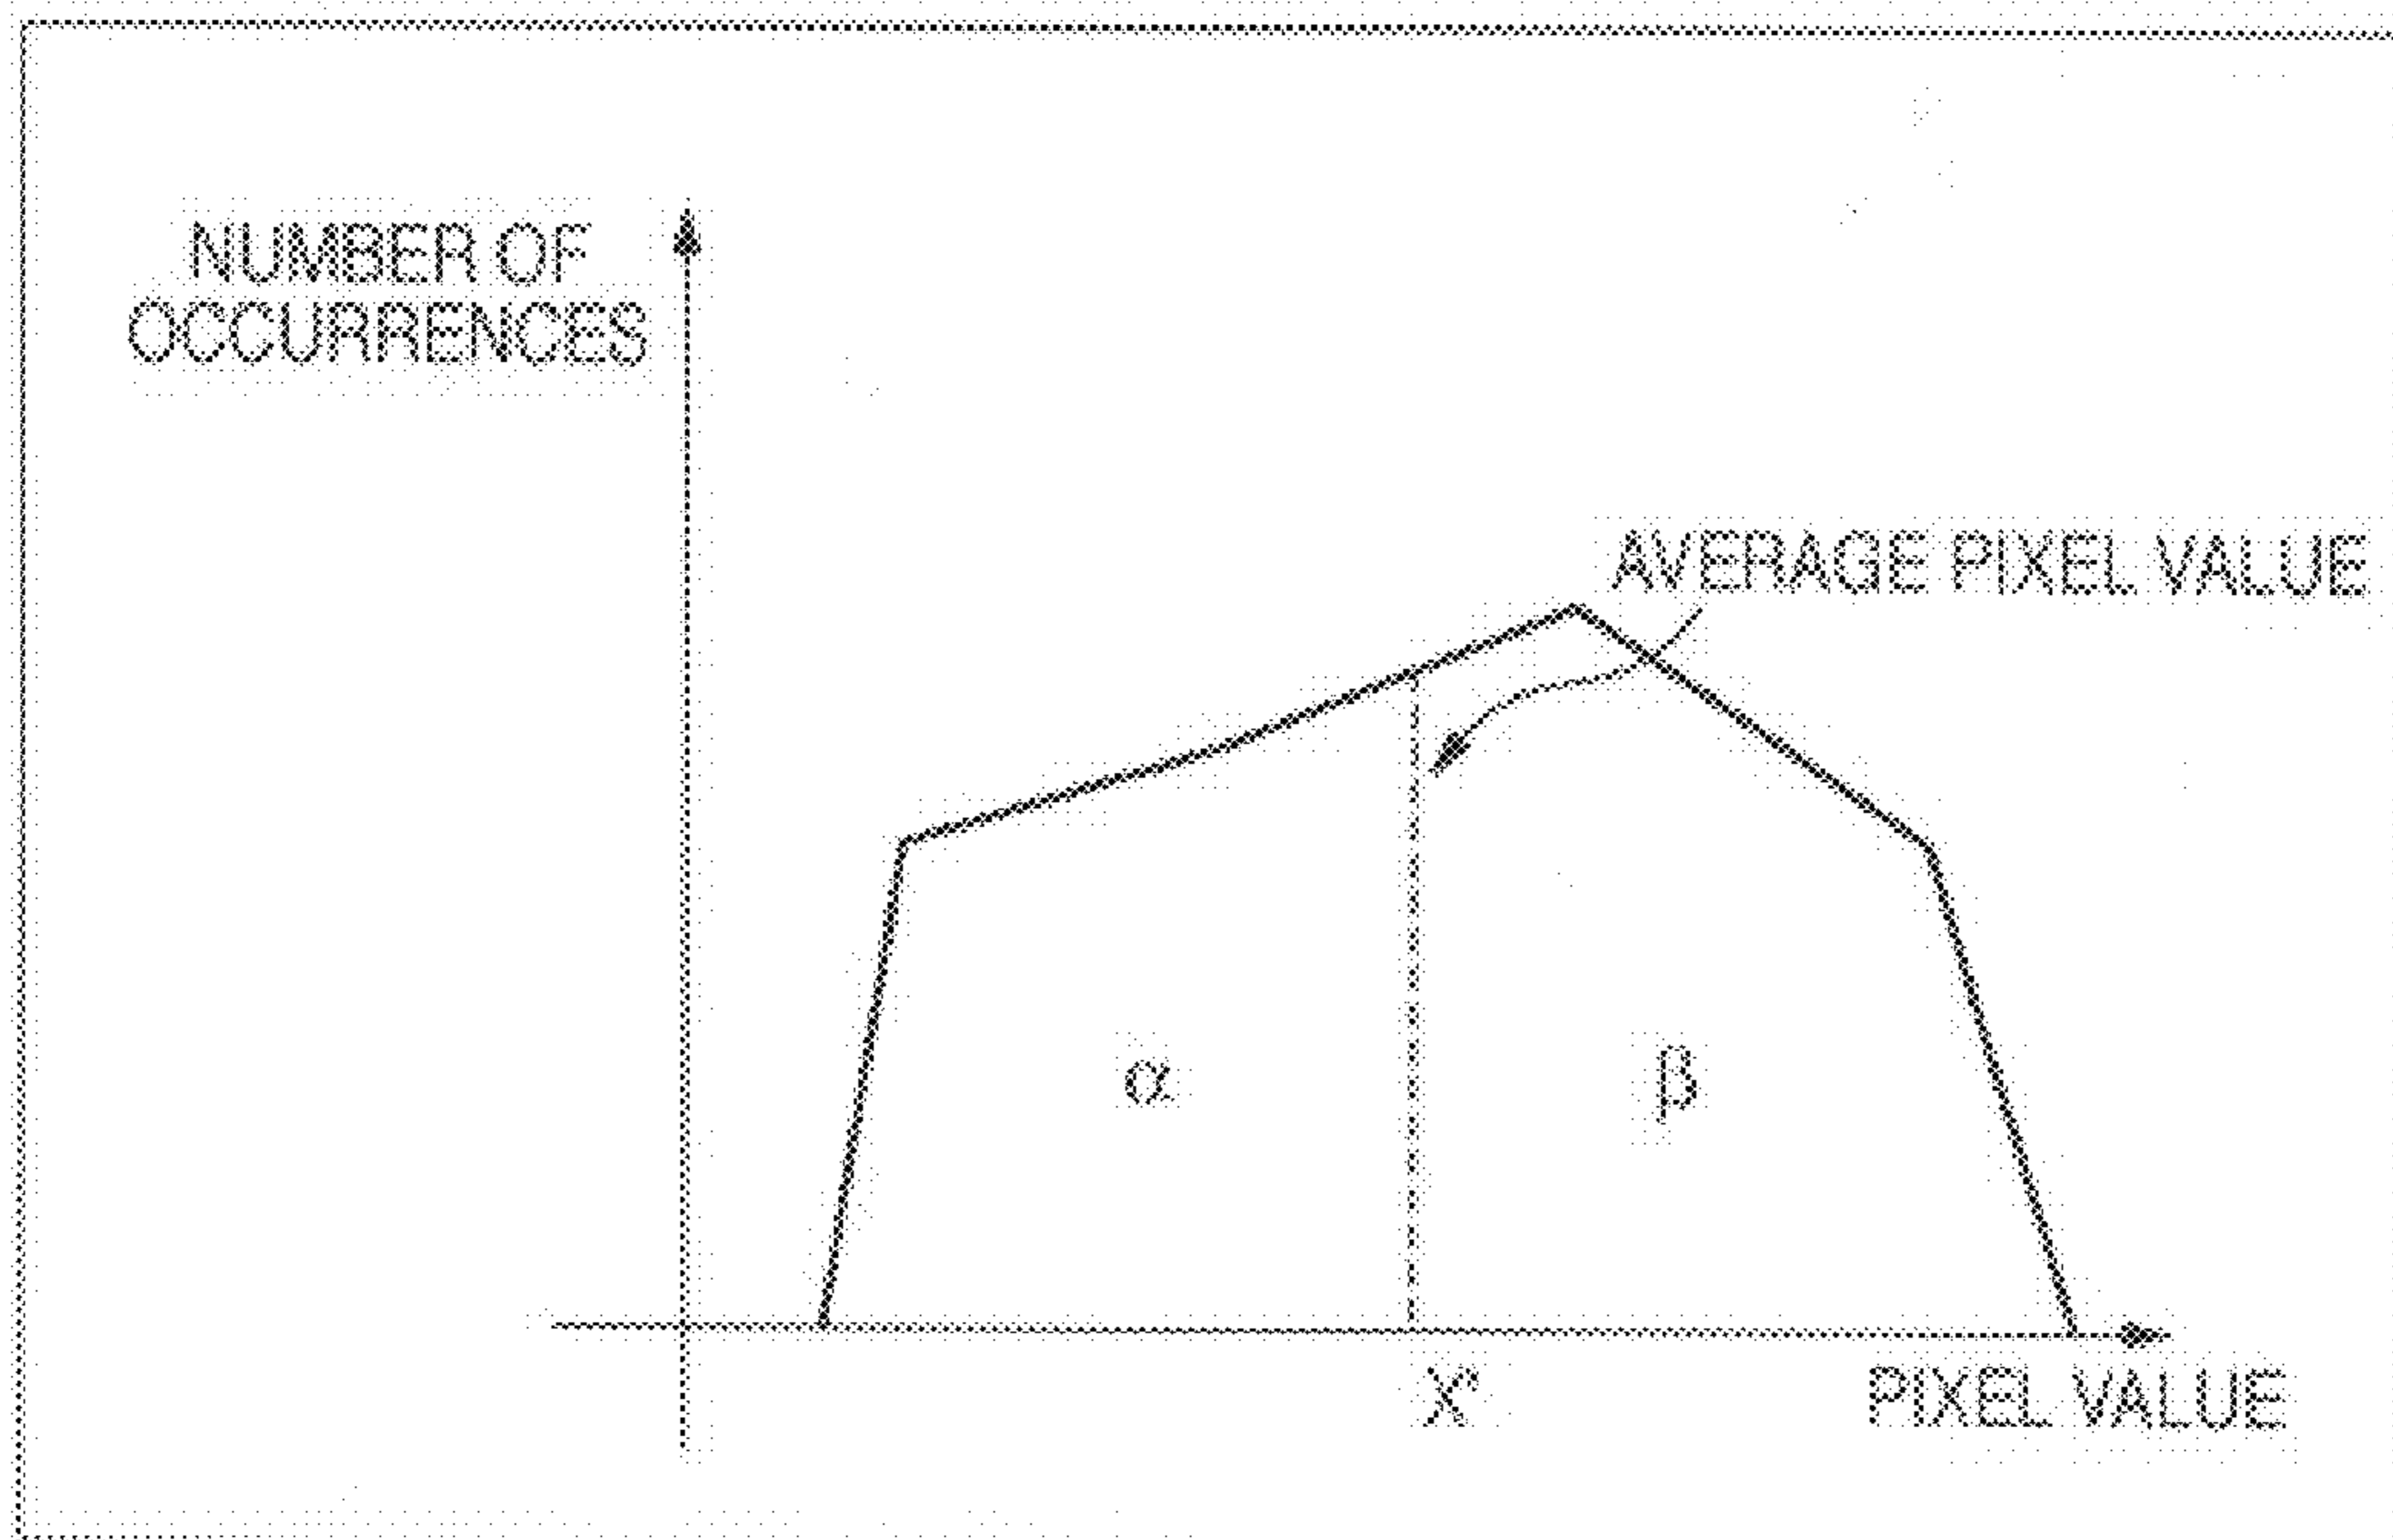 NUMBER OF
OCCURRENCES
AVERAGE PIXEL VALUE
α
β
X'
PIXEL VALUE